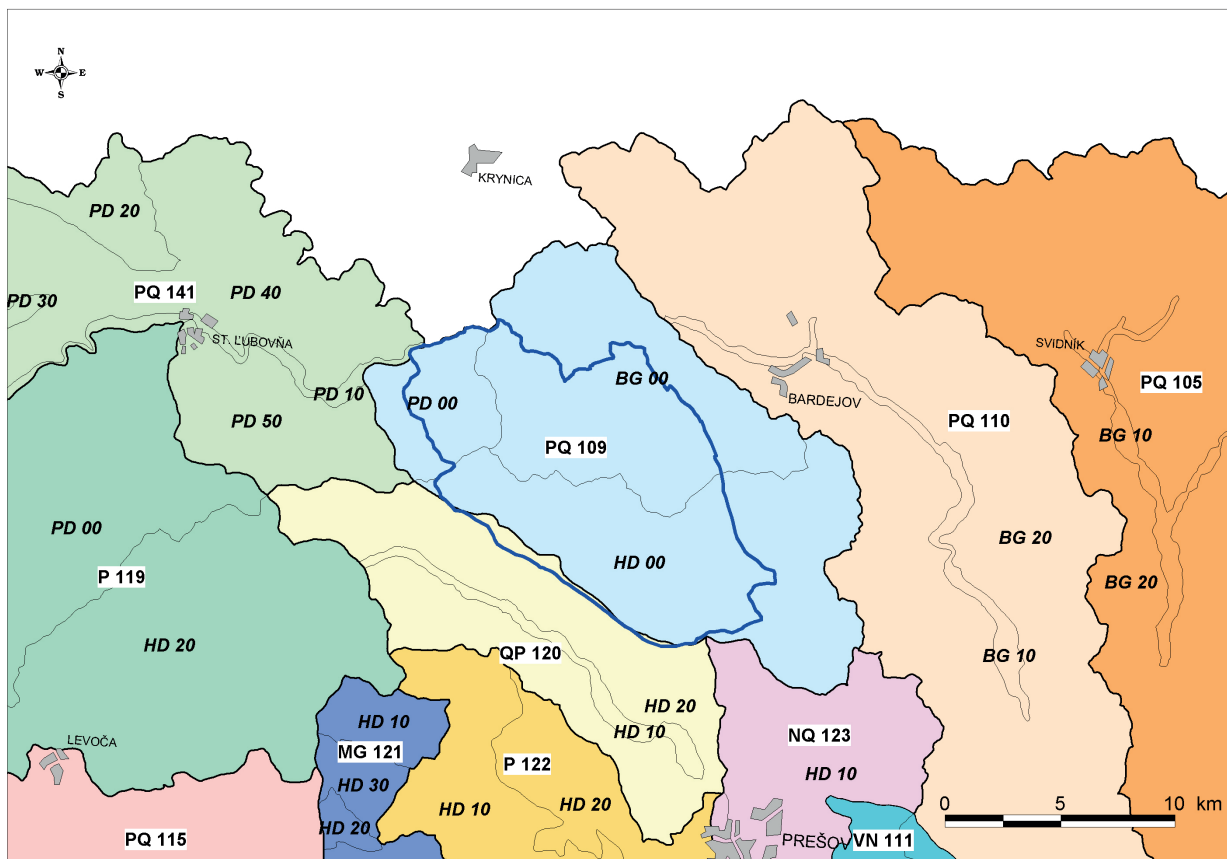 N
W E
S
KRYNICA
PD 20
PQ 141
PD 40
PD 30
ST. ĽUBOVŇA
SVIDNÍK
BG 00
PQ 105
PD 10
PD 00
BARDEJOV
PD 50
PQ 110
BG 10
PQ 109
PD 00
BG 20
HD 00
P 119
BG 20
HD 20
QP 120
BG 10
HD 20
HD 10
HD 10
NQ 123
LEVOČA
MG 121
P 122
HD 10
HD 30
HD 10
HD 20
0 5 10 km
HD 20
PQ 115
PREŠOV
VN 111